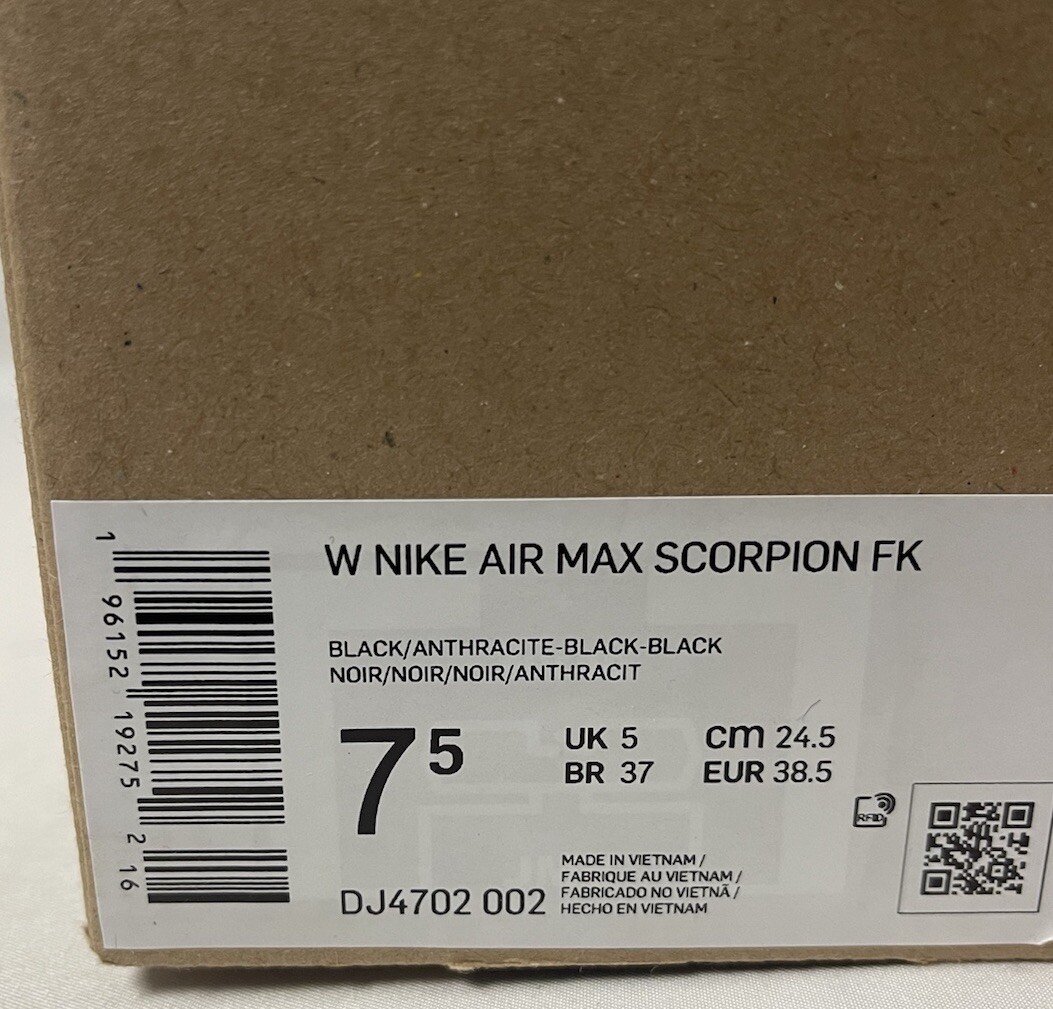 W NIKE AIR MAX SCORPION FK
BLACK/ANTHRACITE-BLACK-BLACK
NOIR/NOIR/NOIR/ANTHRACIT
7 5
UK 5 cm 24.5
BR 37 EUR 38.5
RFID
MADE IN VIETNAM /
FABRIQUE AU VIETNAM /
FABRICADO NO VIETNÃ /
HECHO EN VIETNAM
DJ4702 002
1 96152 19275 2 16